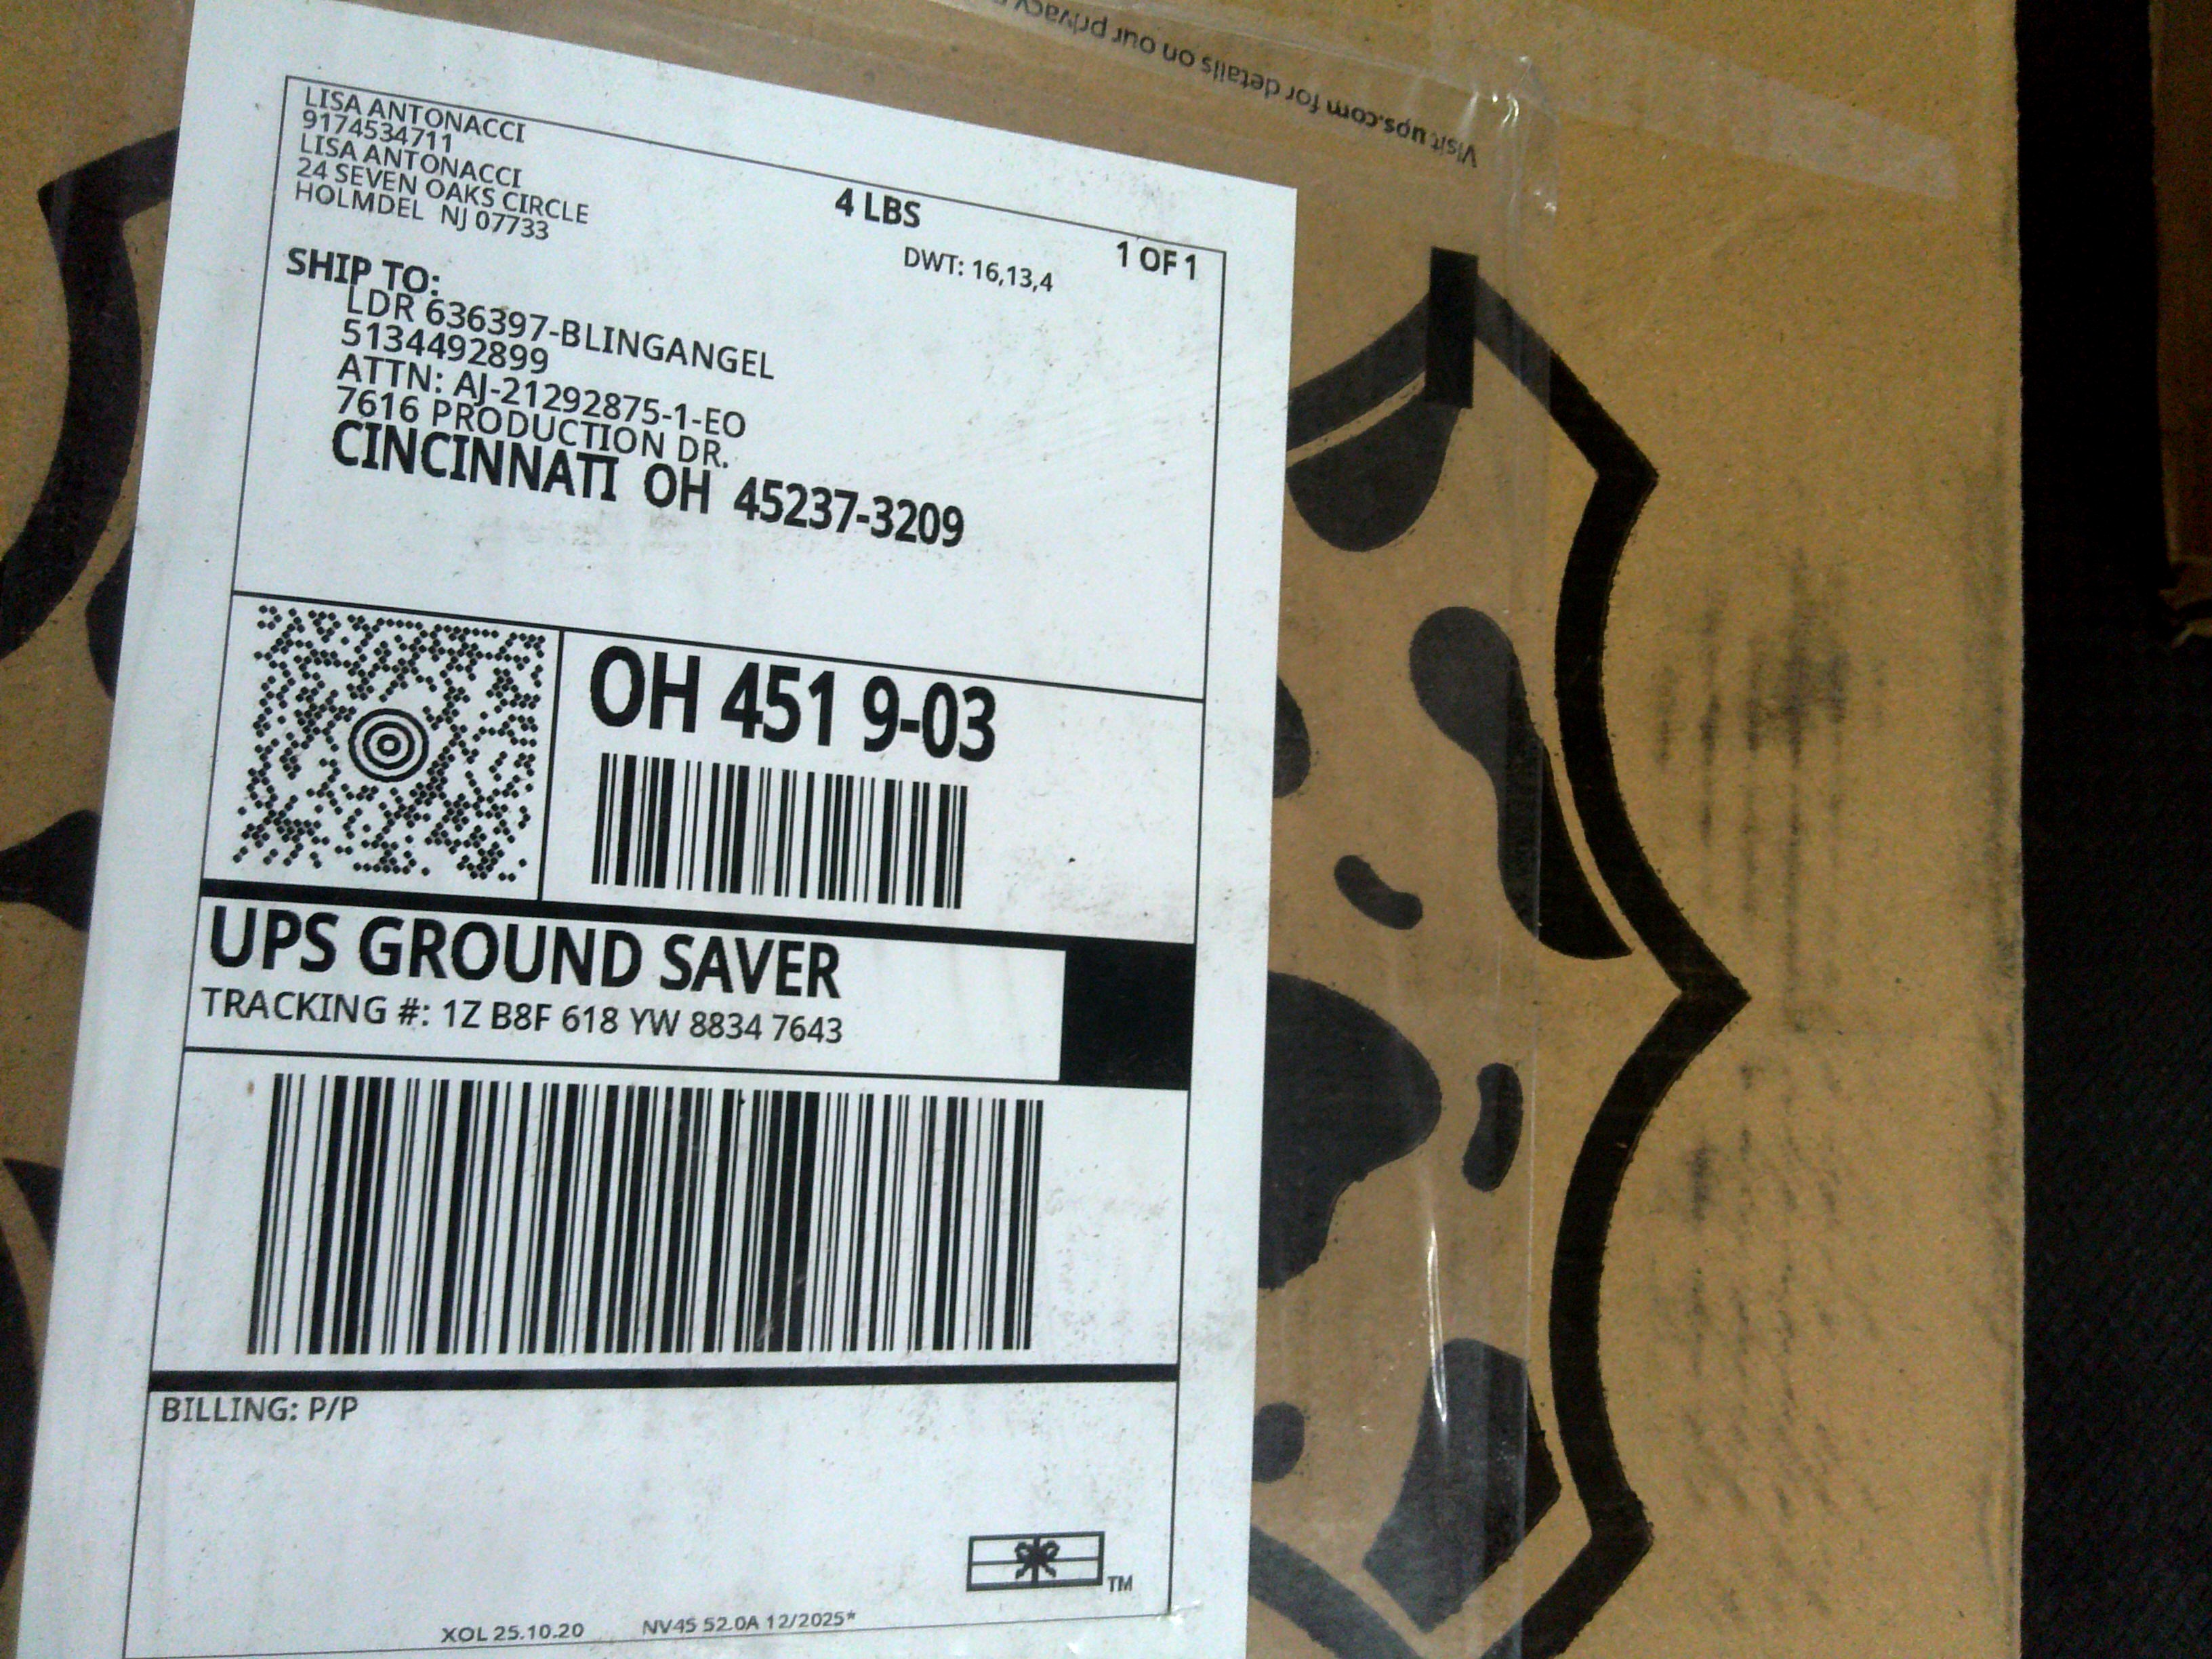 Visit ups.com for details on our privacy
LISA ANTONACCI
9174534711
LISA ANTONACCI
24 SEVEN OAKS CIRCLE
HOLMDEL NJ 07733
4 LBS
1 OF 1
DWT: 16,13,4
SHIP TO:
LDR 636397-BLINGANGEL
5134492899
ATTN: AJ-21292875-1-EO
7616 PRODUCTION DR.
CINCINNATI OH 45237-3209
OH 451 9-03
UPS GROUND SAVER
TRACKING #: 1Z B8F 618 YW 8834 7643
BILLING: P/P
TM
XOL 25.10.20 NV45 52.0A 12/2025*